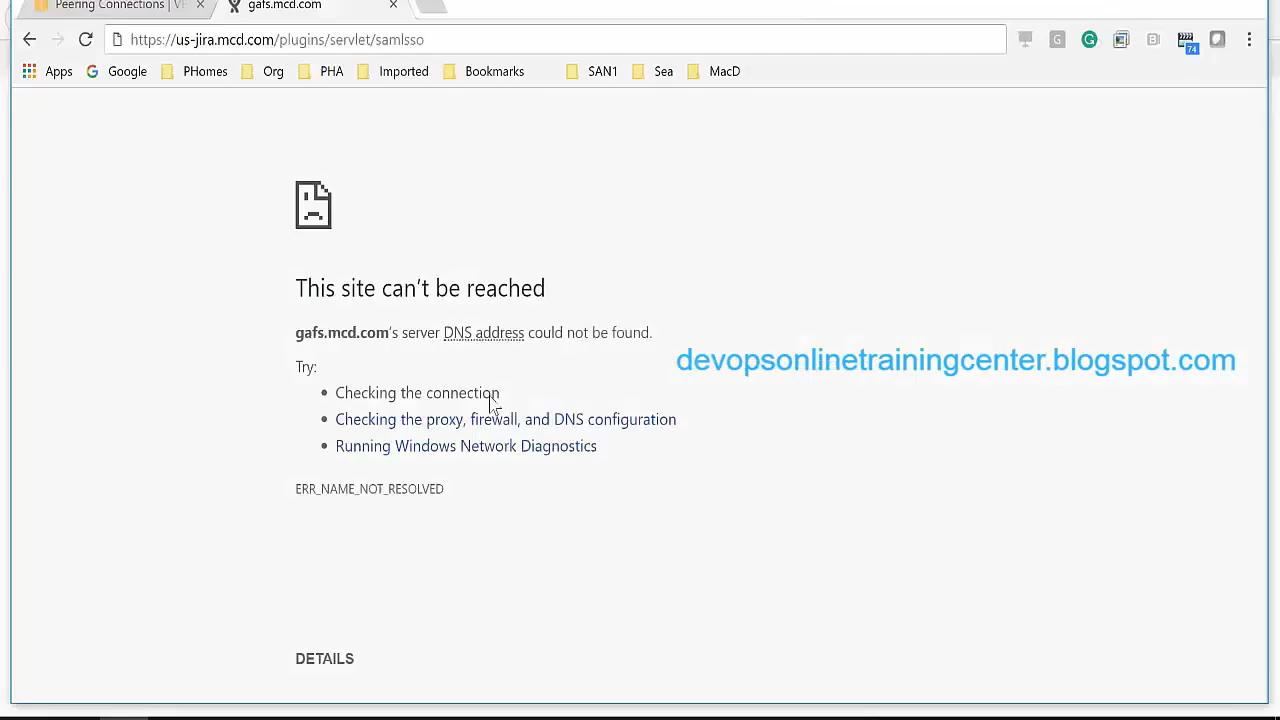 Peering Connections | VP
gafs.mcd.com
https://us-jira.mcd.com/plugins/servlet/samlsso
G
B
74
Apps Google PHomes Org PHA Imported Bookmarks SAN1 Sea MacD
This site can't be reached
gafs.mcd.com's server DNS address could not be found.
devopsonlinetrainingcenter.blogspot.com
Try:
• Checking the connection
• Checking the proxy, firewall, and DNS configuration
• Running Windows Network Diagnostics
ERR_NAME_NOT_RESOLVED
DETAILS